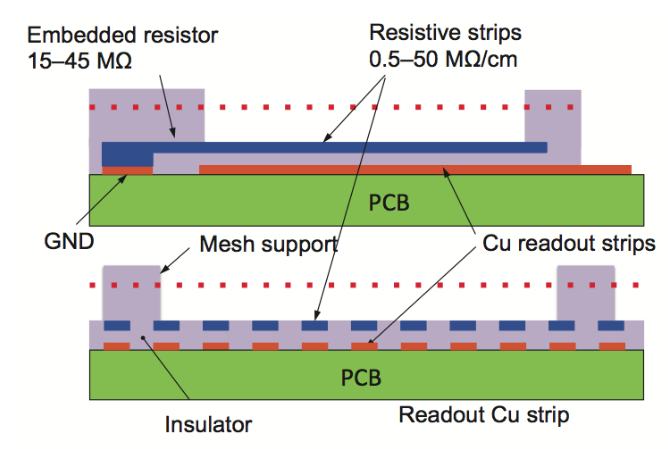 Embedded resistor
15–45 MΩ
Resistive strips
0.5–50 MΩ/cm
PCB
GND
Mesh support
Cu readout strips
PCB
Insulator
Readout Cu strip